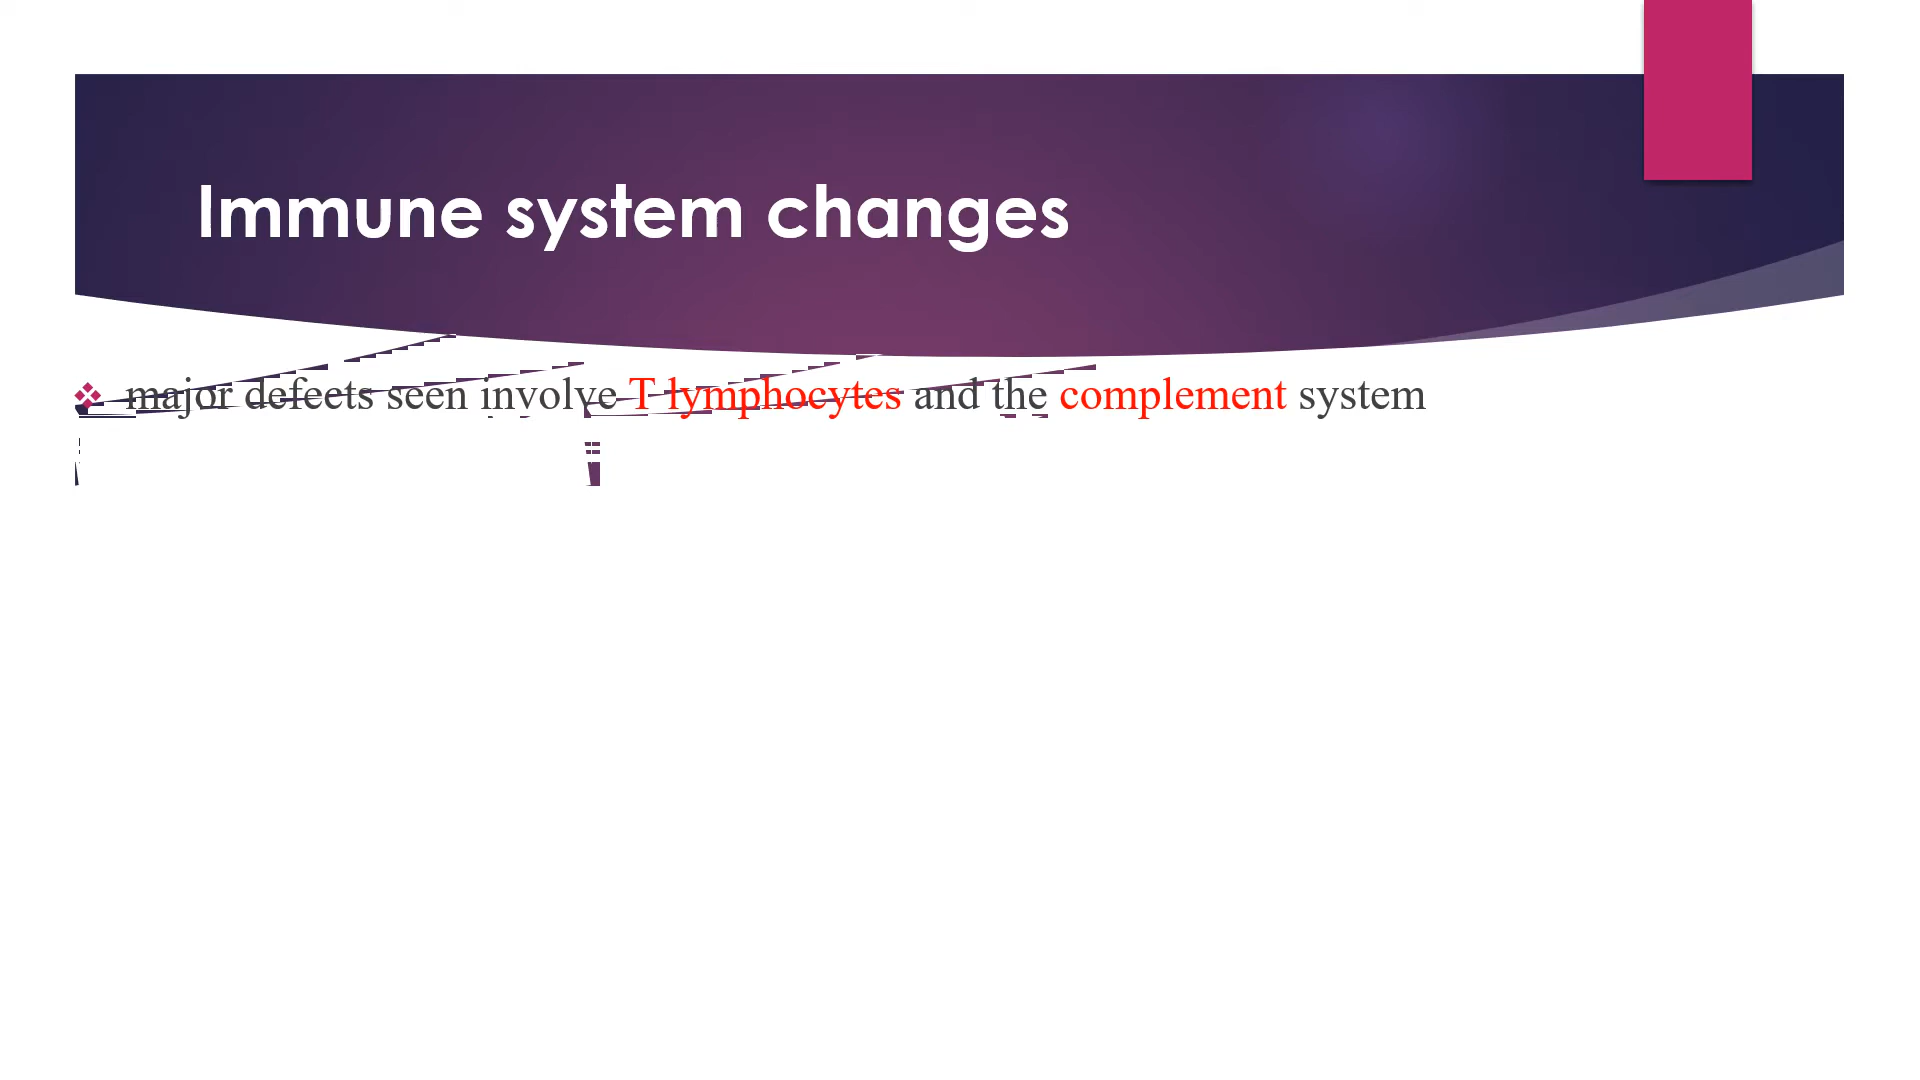 Immune system changes
major defects seen involve T lymphocytes and the complement system